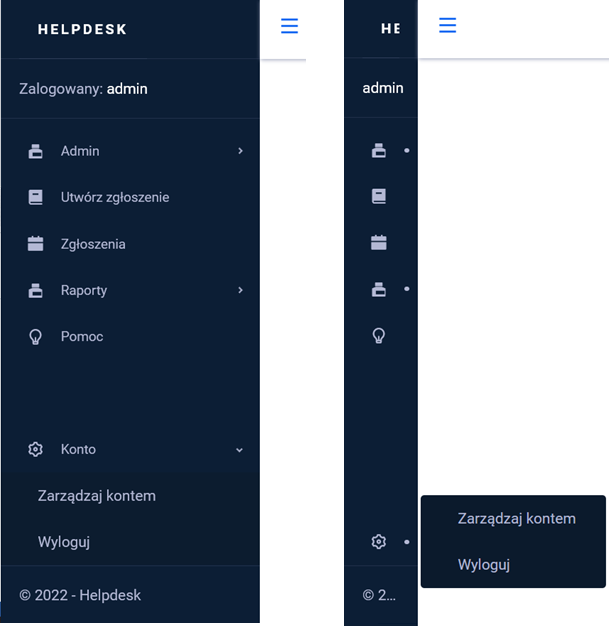 HELPDESK
Zalogowany: admin
Admin
Utwórz zgłoszenie
Zgłoszenia
Raporty
Pomoc
Konto
Zarządzaj kontem
Wyloguj
© 2022 - Helpdesk
HE
admin
Zarządzaj kontem
Wyloguj
© 2...